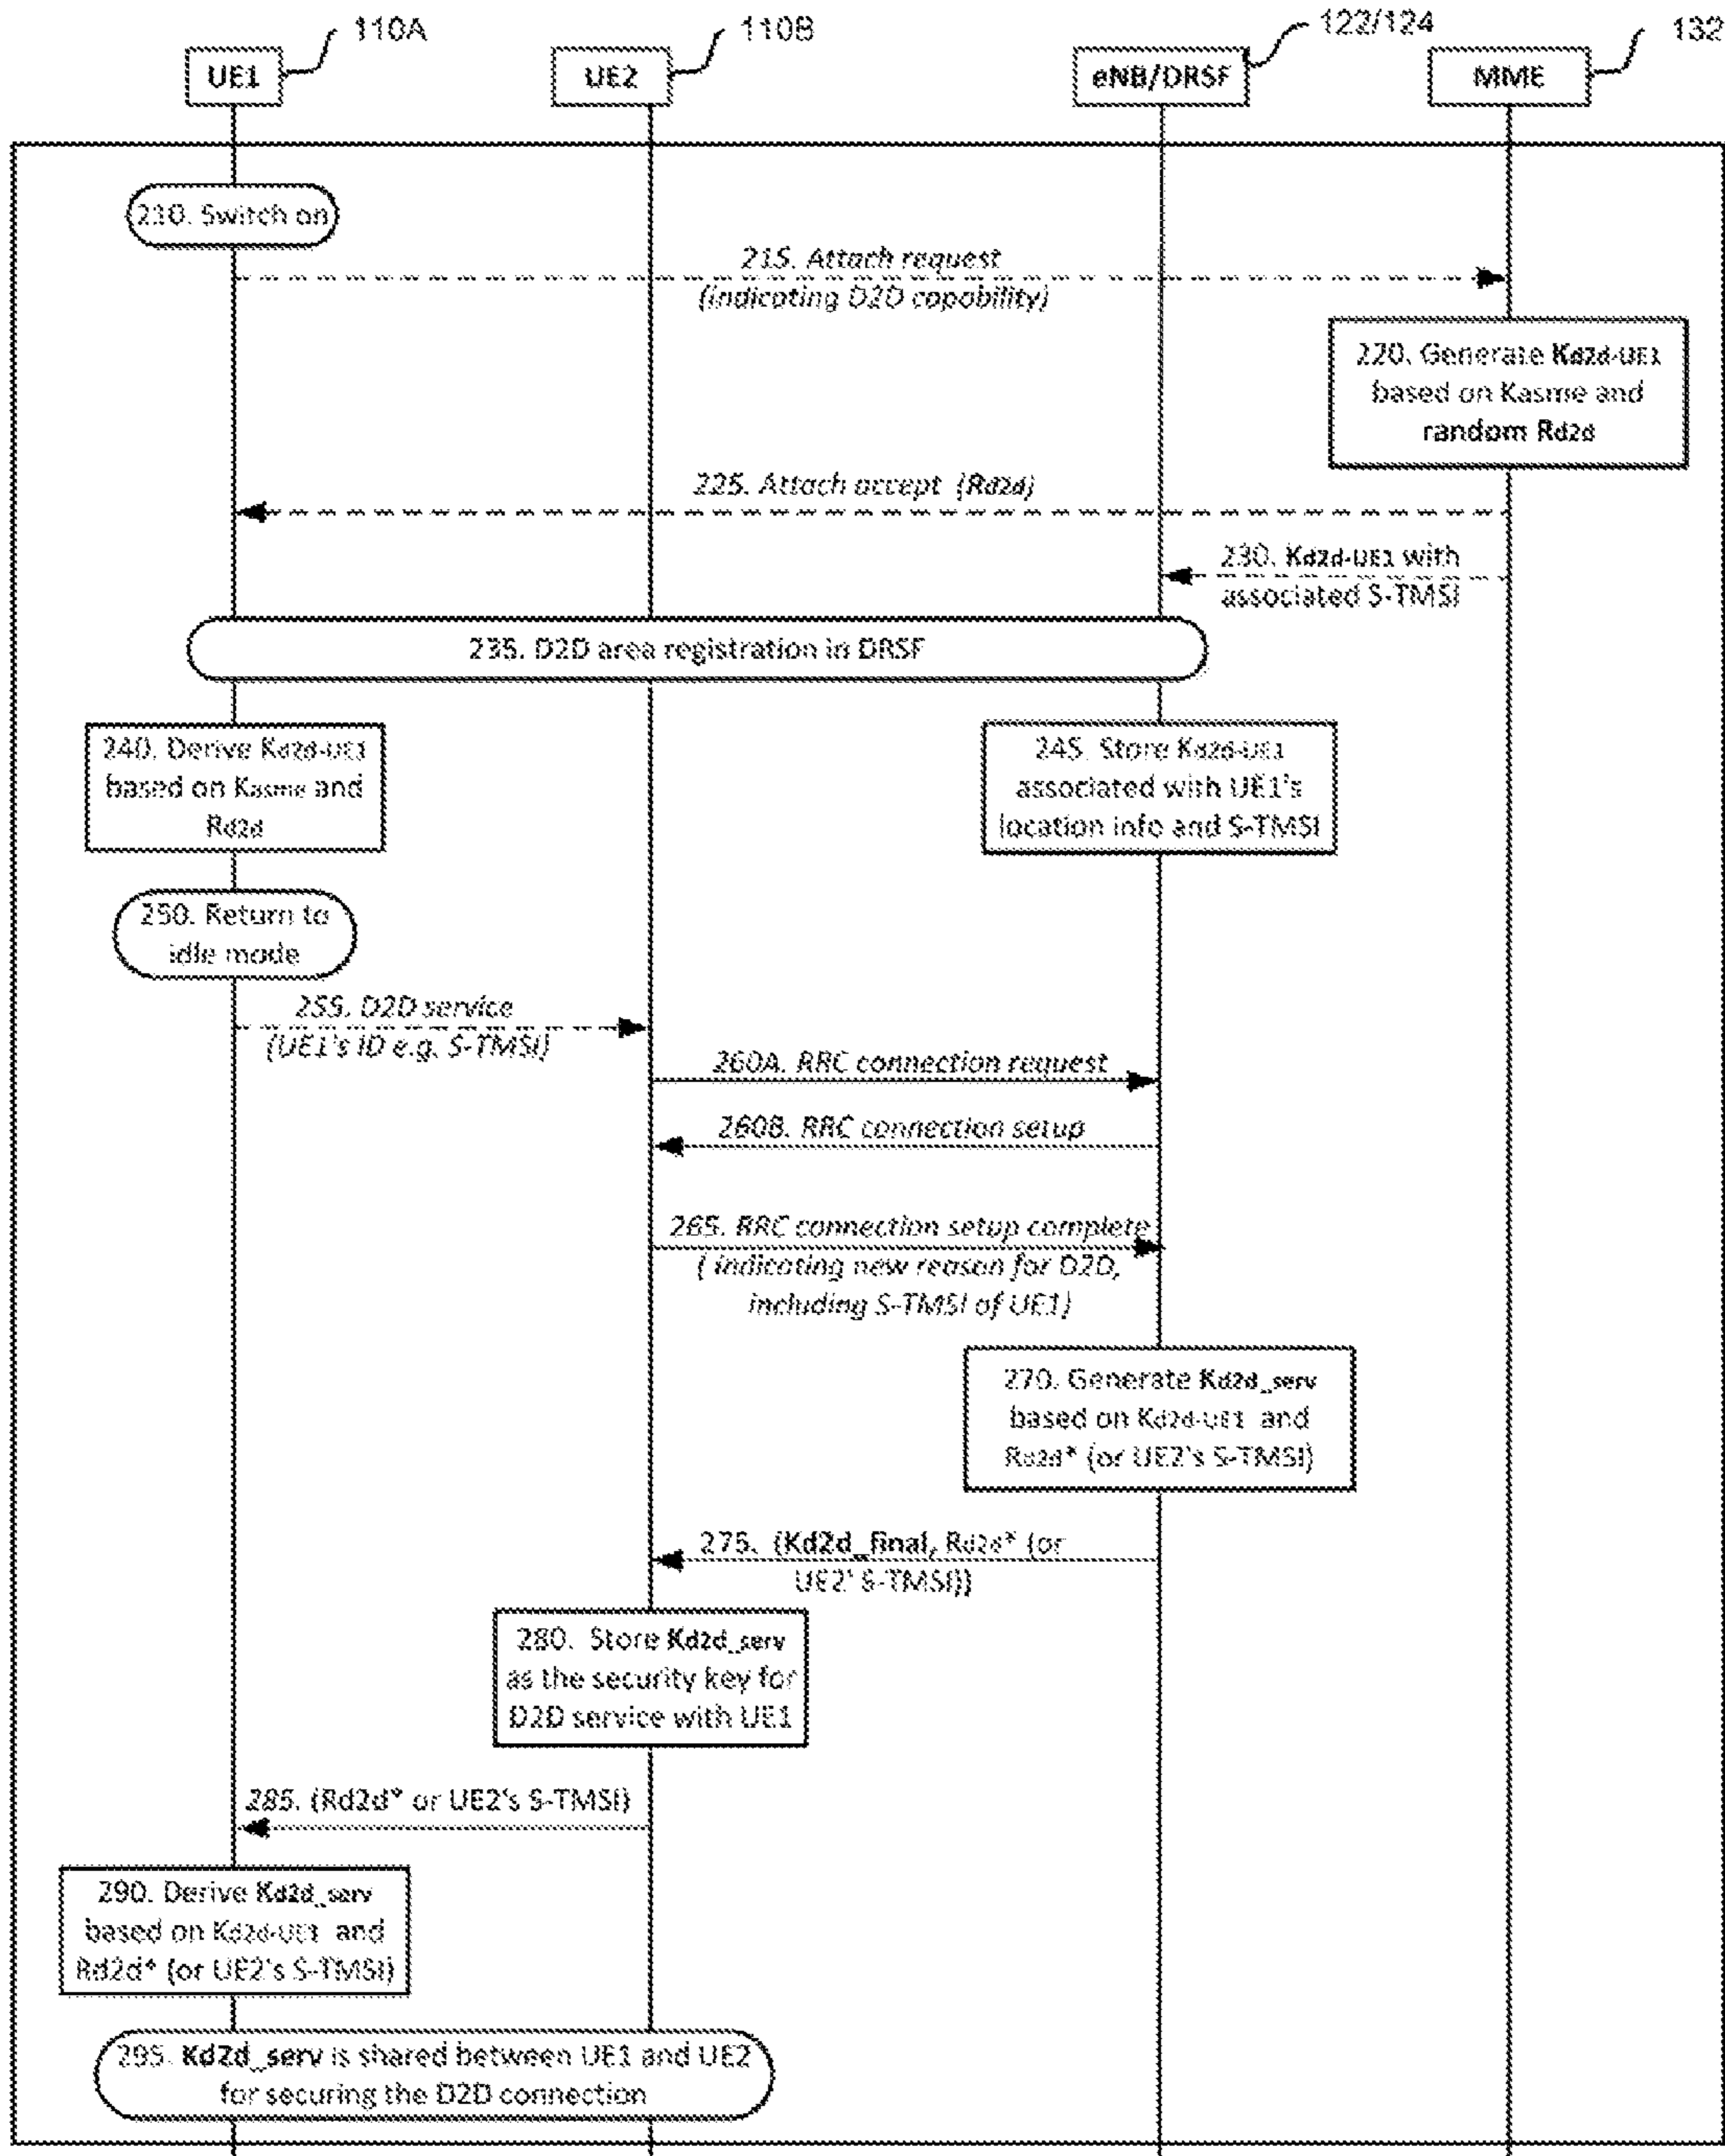 110A
110B
122/124
132
UE1
UE2
eNB/DRSF
MME
210. Switch on
215. Attach request
(indicating D2D capability)
220. Generate Kd2d-UE1
based on Kasme and
random Rd2d
225. Attach accept (Rd2d)
230. Kd2d-UE1 with
associated S-TMSI
235. D2D area registration in DRSF
240. Derive Kd2d-UE1
based on Kasme and
Rd2d
245. Store Kd2d-UE1
associated with UE1's
location info and S-TMSI
250. Return to
idle mode
255. D2D service
(UE1's ID e.g. S-TMSI)
260A. RRC connection request
260B. RRC connection setup
265. RRC connection setup complete
( indicating new reason for D2D,
including S-TMSI of UE1)
270. Generate Kd2d_serv
based on Kd2d-UE1 and
Rd2d* (or UE2's S-TMSI)
275. (Kd2d_final, Rd2d* (or
UE2' S-TMSI))
280. Store Kd2d_serv
as the security key for
D2D service with UE1
285. (Rd2d* or UE2's S-TMSI)
290. Derive Kd2d_serv
based on Kd2d-UE1 and
Rd2d* (or UE2's S-TMSI)
295. Kd2d_serv is shared between UE1 and UE2
for securing the D2D connection